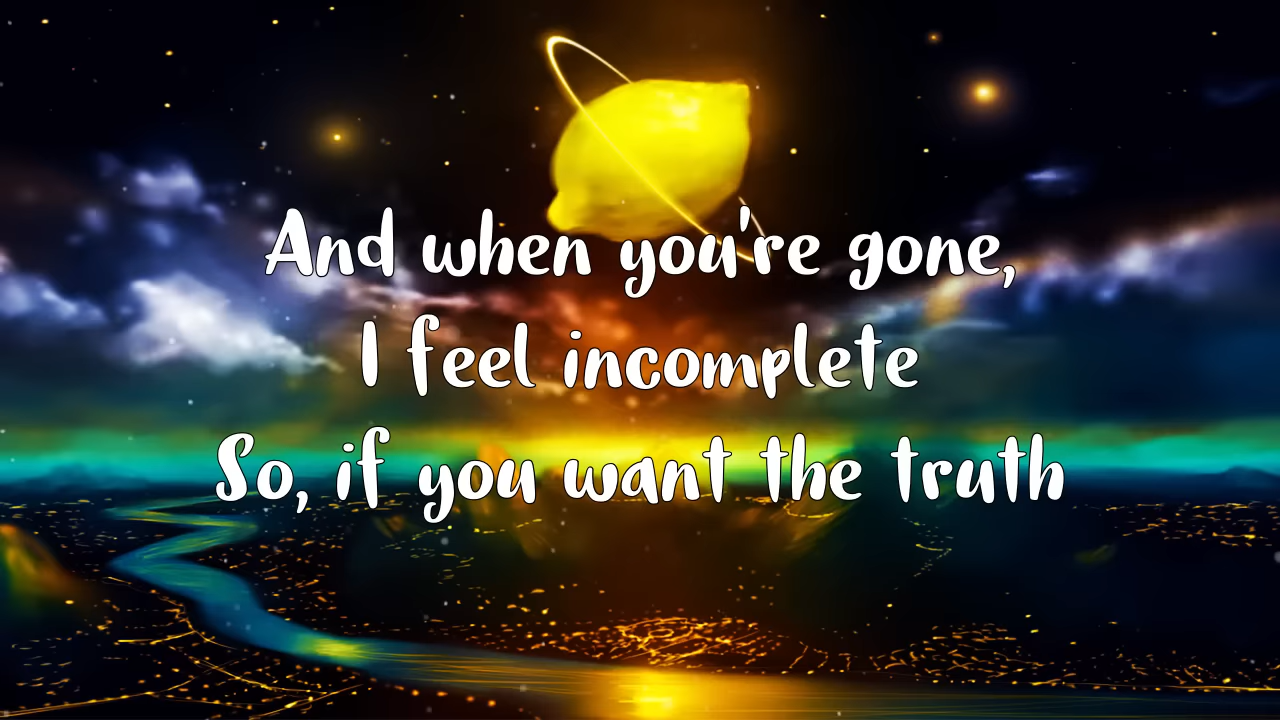 And when you're gone,
I feel incomplete
So, if you want the truth